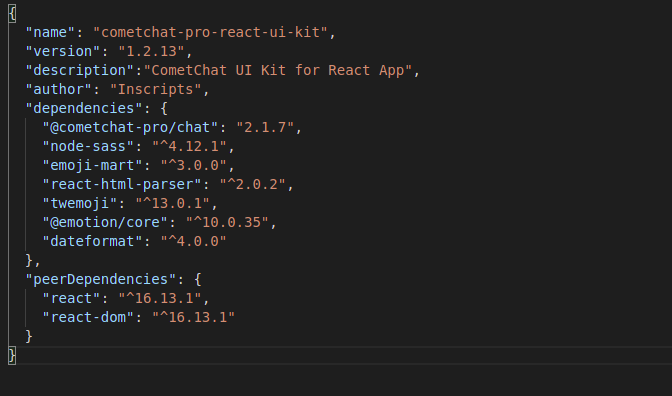 {
"name": "cometchat-pro-react-ui-kit",
"version": "1.2.13",
"description":"CometChat UI Kit for React App",
"author": "Inscripts",
"dependencies": {
"@cometchat-pro/chat": "2.1.7",
"node-sass": "^4.12.1",
"emoji-mart": "^3.0.0",
"react-html-parser": "^2.0.2",
"twemoji": "^13.0.1",
"@emotion/core": "^10.0.35",
"dateformat": "^4.0.0"
},
"peerDependencies": {
"react": "^16.13.1",
"react-dom": "^16.13.1"
}
}